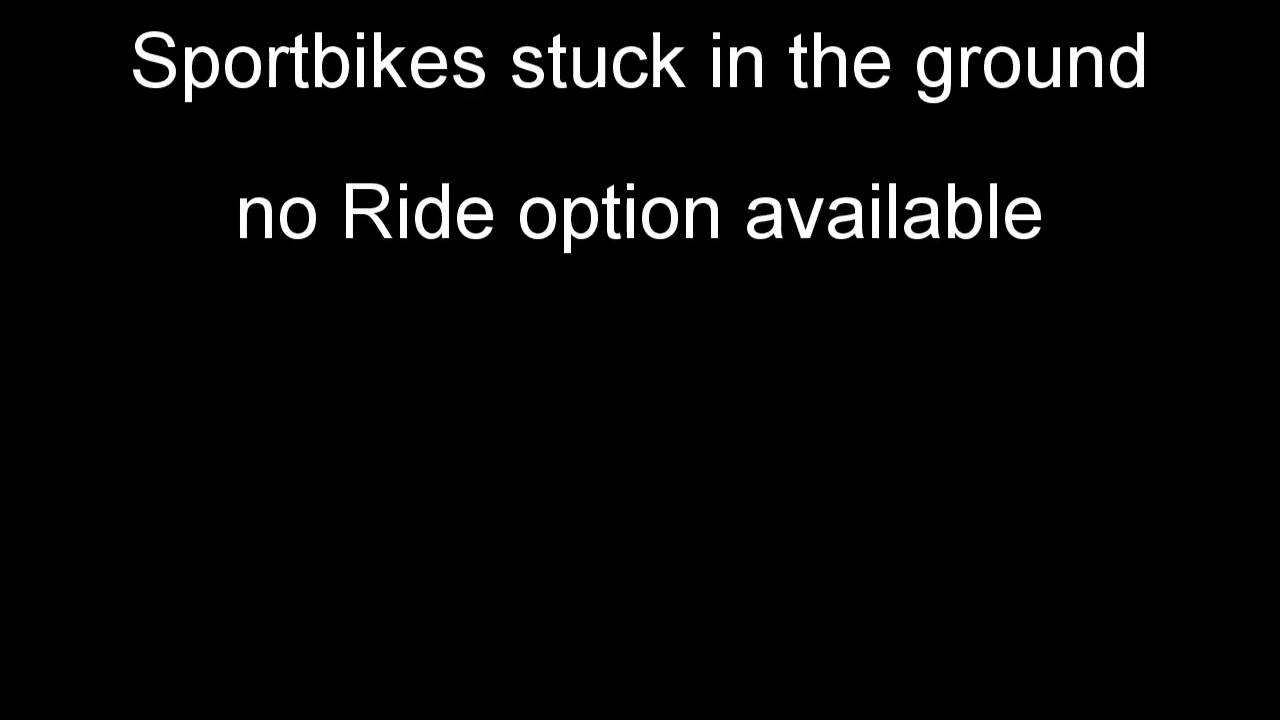 Sportbikes stuck in the ground
no Ride option available